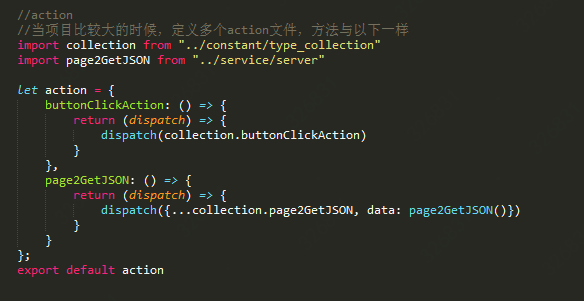 //action
//当项目比较大的时候，定义多个action文件，方法与以下一样
import collection from "../constant/type_collection"
import page2GetJSON from "../service/server"
let action = {
buttonClickAction: () => {
return (dispatch) => {
dispatch(collection.buttonClickAction)
}
},
page2GetJSON: () => {
return (dispatch) => {
dispatch({...collection.page2GetJSON, data: page2GetJSON()})
}
}
};
export default action